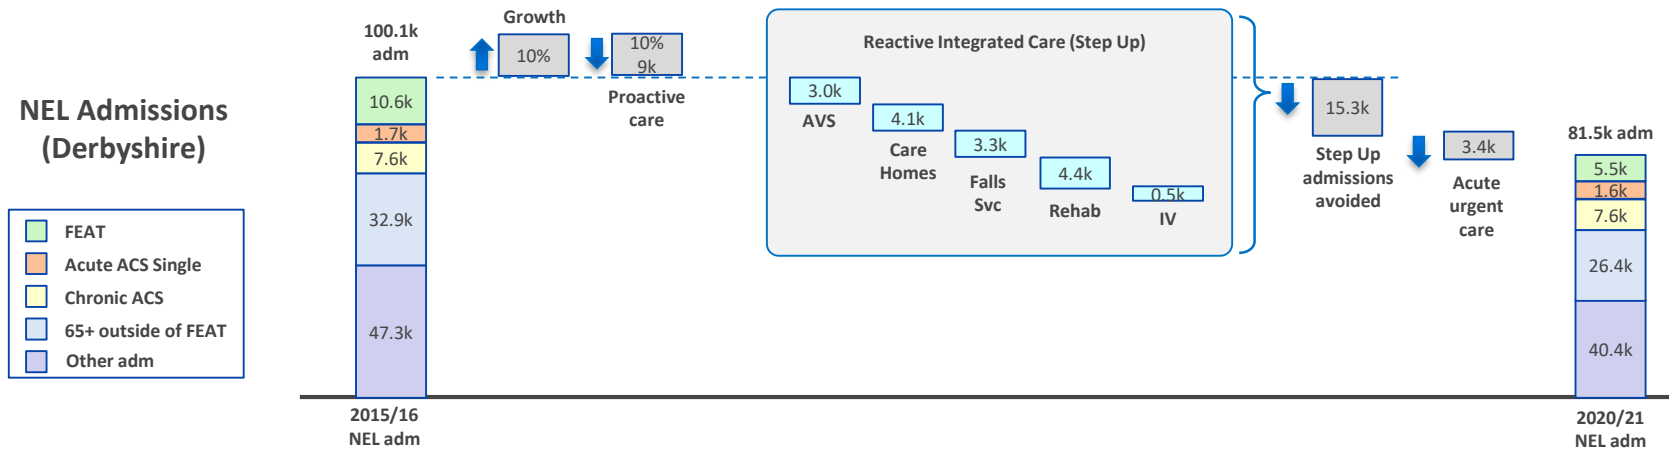 NEL Admissions
(Derbyshire)
FEAT
Acute ACS Single
Chronic ACS
65+ outside of FEAT
Other adm
100.1k
adm
10.6k
1.7k
7.6k
32.9k
47.3k
2015/16
NEL adm
Growth
10%
10%
9k
Proactive
care
Reactive Integrated Care (Step Up)
3.0k
AVS
4.1k
Care
Homes
3.3k
Falls
Svc
4.4k
Rehab
0.5k
IV
15.3k
Step Up
admissions
avoided
3.4k
Acute
urgent
care
81.5k adm
5.5k
1.6k
7.6k
26.4k
40.4k
2020/21
NEL adm